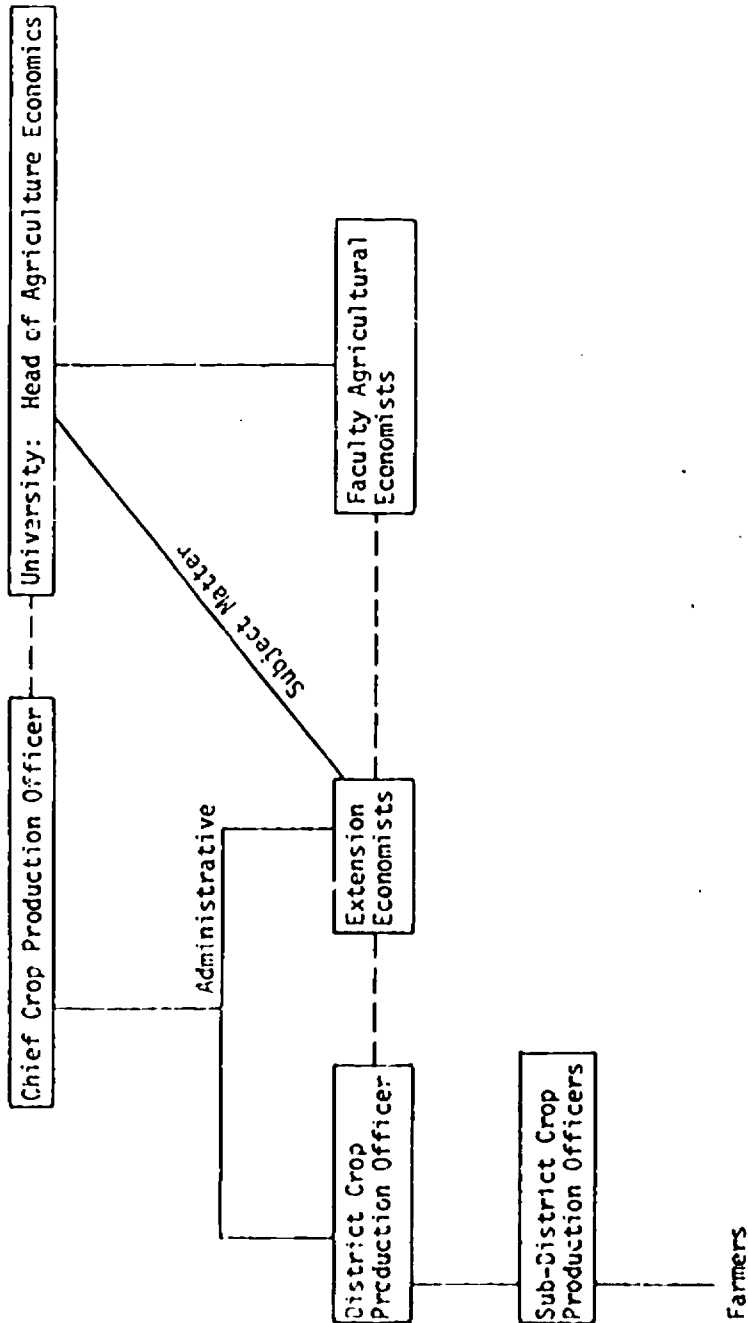 Chief Crop Production Officer
University: Head of Agriculture Economics
Administrative
Subject Matter
District Crop
Production Officer
Extension
Economists
Faculty Agricultural
Economists
Sub-District Crop
Production Officers
Farmers